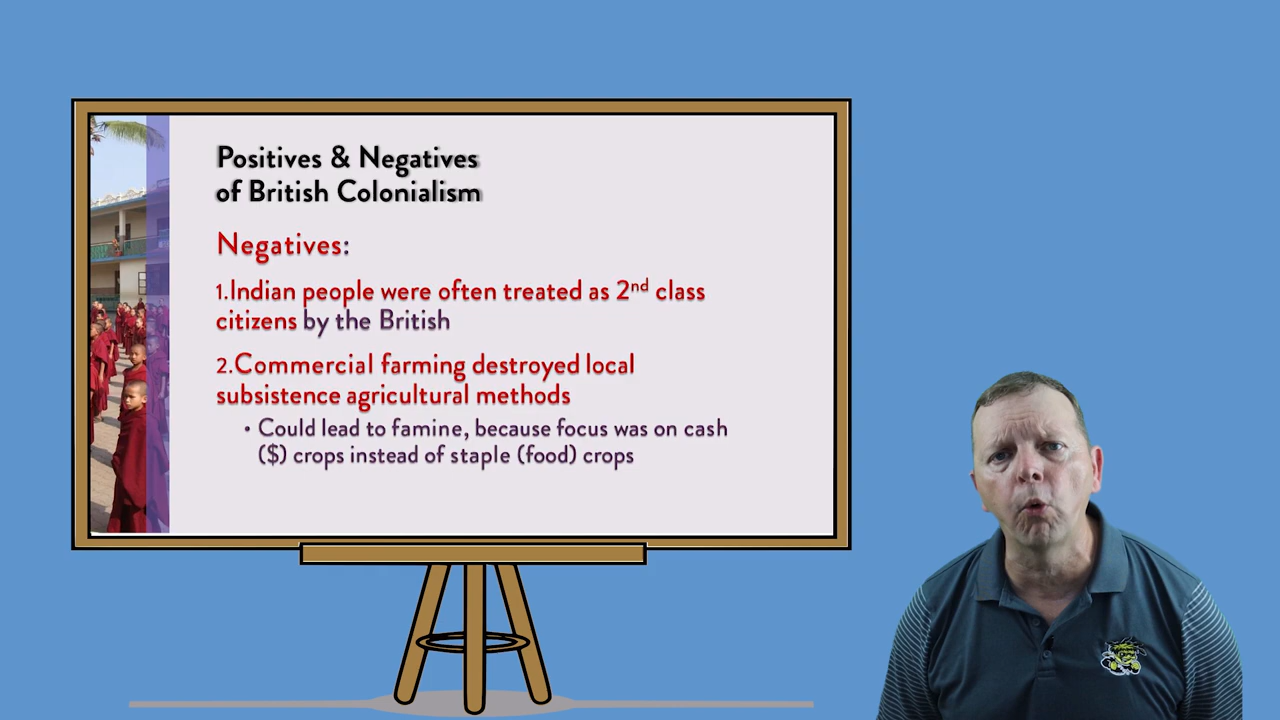 Positives & Negatives
of British Colonialism
Negatives:
1.Indian people were often treated as 2nd class
citizens by the British
2.Commercial farming destroyed local
subsistence agricultural methods
• Could lead to famine, because focus was on cash
($) crops instead of staple (food) crops